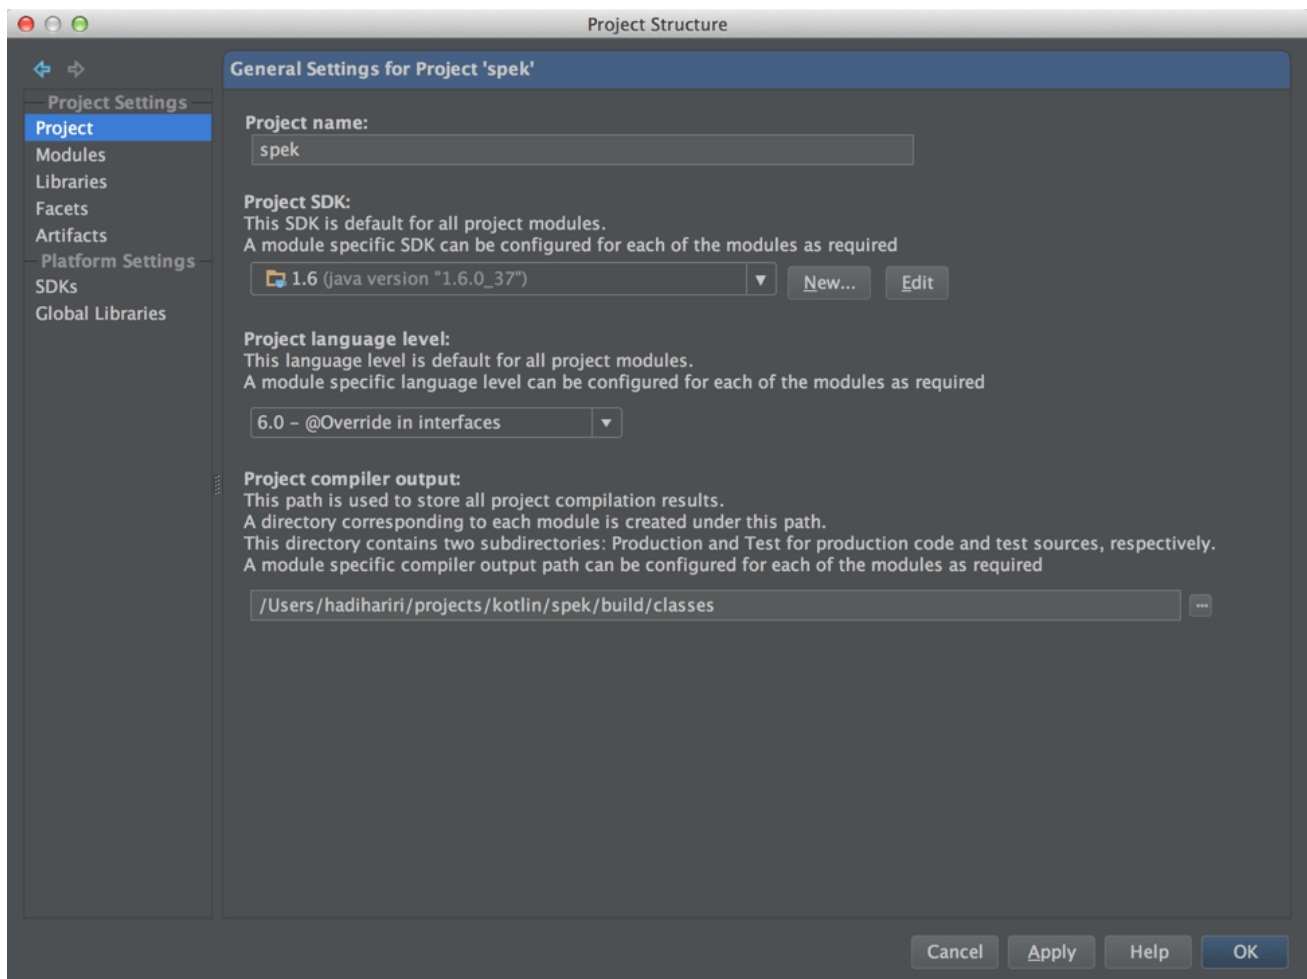 Project Structure
General Settings for Project 'spek'
Project Settings
Project
Modules
Libraries
Facets
Artifacts
Platform Settings
SDKs
Global Libraries
Project name:
spek
Project SDK:
This SDK is default for all project modules.
A module specific SDK can be configured for each of the modules as required
1.6 (java version "1.6.0_37")
New...
Edit
Project language level:
This language level is default for all project modules.
A module specific language level can be configured for each of the modules as required
6.0 – @Override in interfaces
Project compiler output:
This path is used to store all project compilation results.
A directory corresponding to each module is created under this path.
This directory contains two subdirectories: Production and Test for production code and test sources, respectively.
A module specific compiler output path can be configured for each of the modules as required
/Users/hadihariri/projects/kotlin/spek/build/classes
...
Cancel
Apply
Help
OK